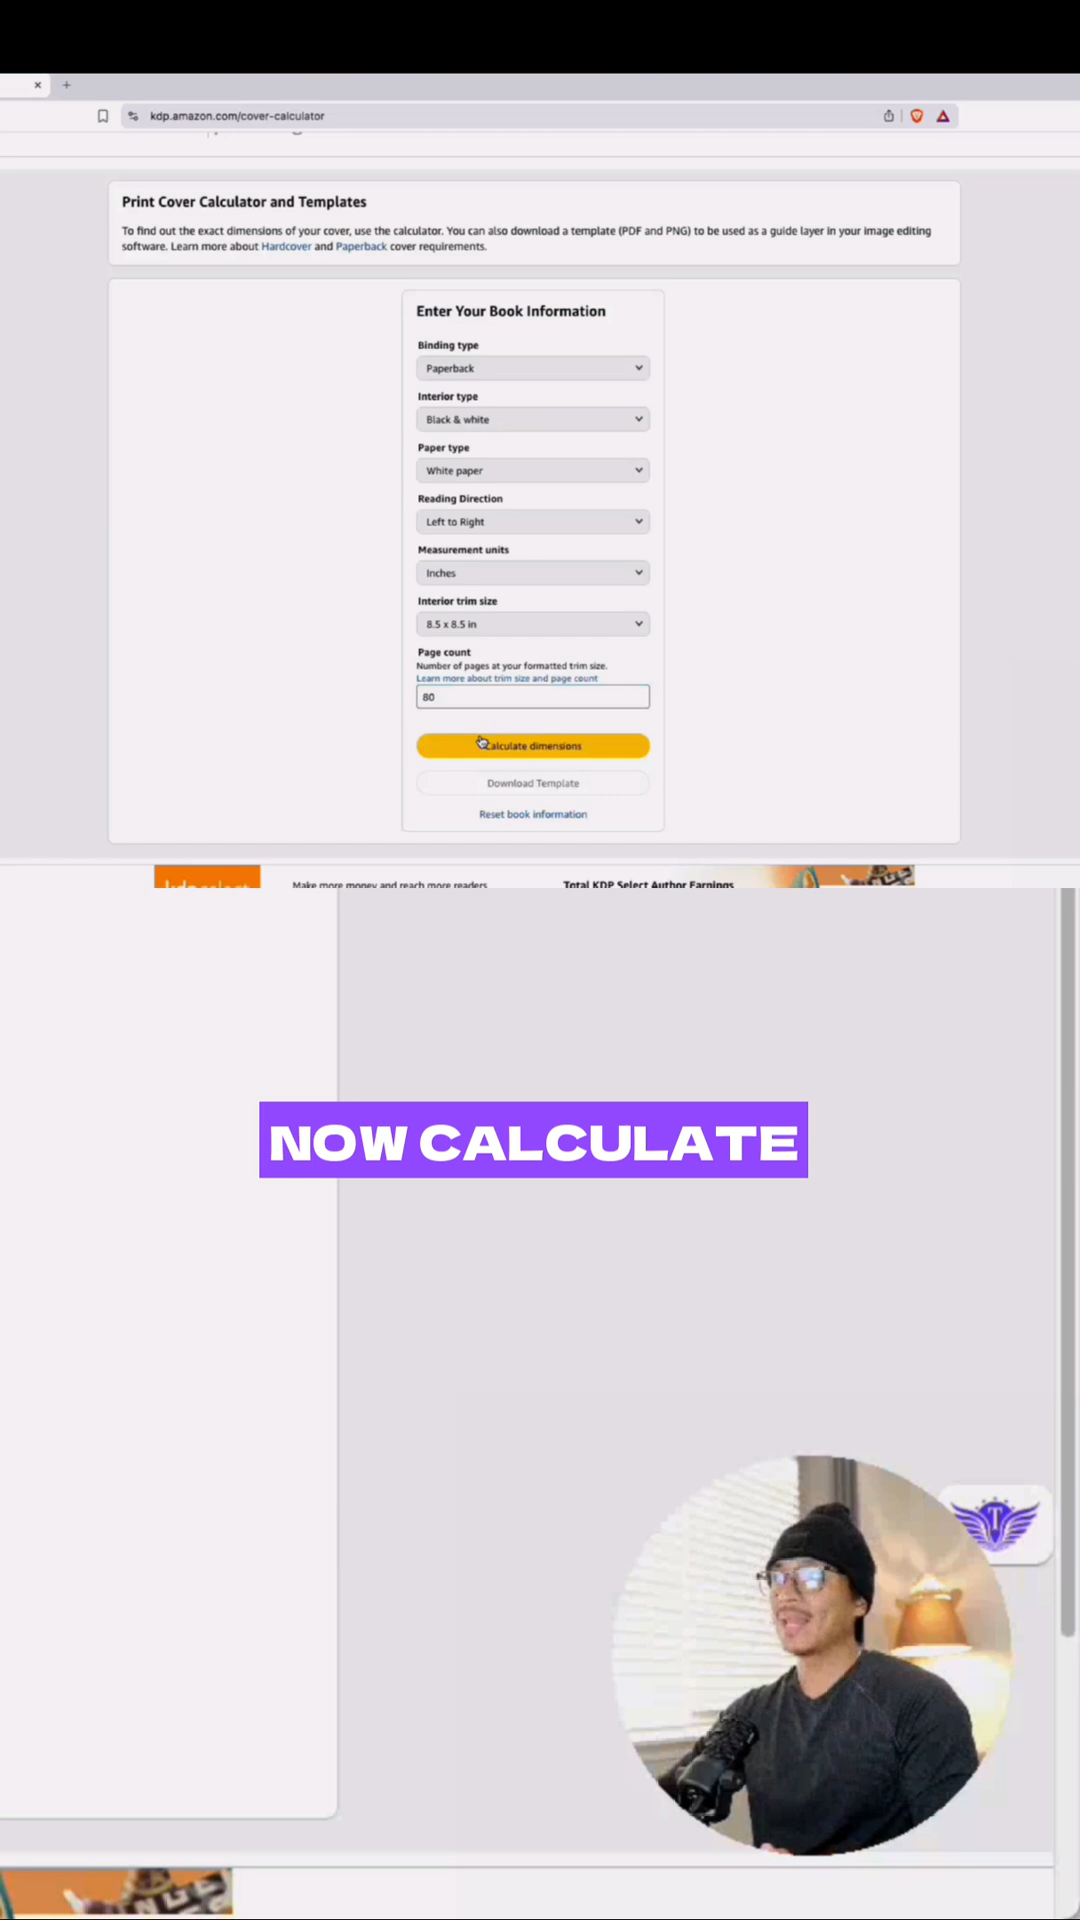 kdp.amazon.com/cover-calculator
Print Cover Calculator and Templates
To find out the exact dimensions of your cover, use the calculator. You can also download a template (PDF and PNG) to be used as a guide layer in your image editing
software. Learn more about Hardcover and Paperback cover requirements.
Enter Your Book Information
Binding type
Paperback
Interior type
Black & white
Paper type
White paper
Reading Direction
Left to Right
Measurement units
Inches
Interior trim size
8.5 x 8.5 in
Page count
Number of pages at your formatted trim size.
Learn more about trim size and page count
80
Calculate dimensions
Download Template
Reset book information
Make more money and reach more readers
Total KDP Select Author Earnings
NOW CALCULATE
T